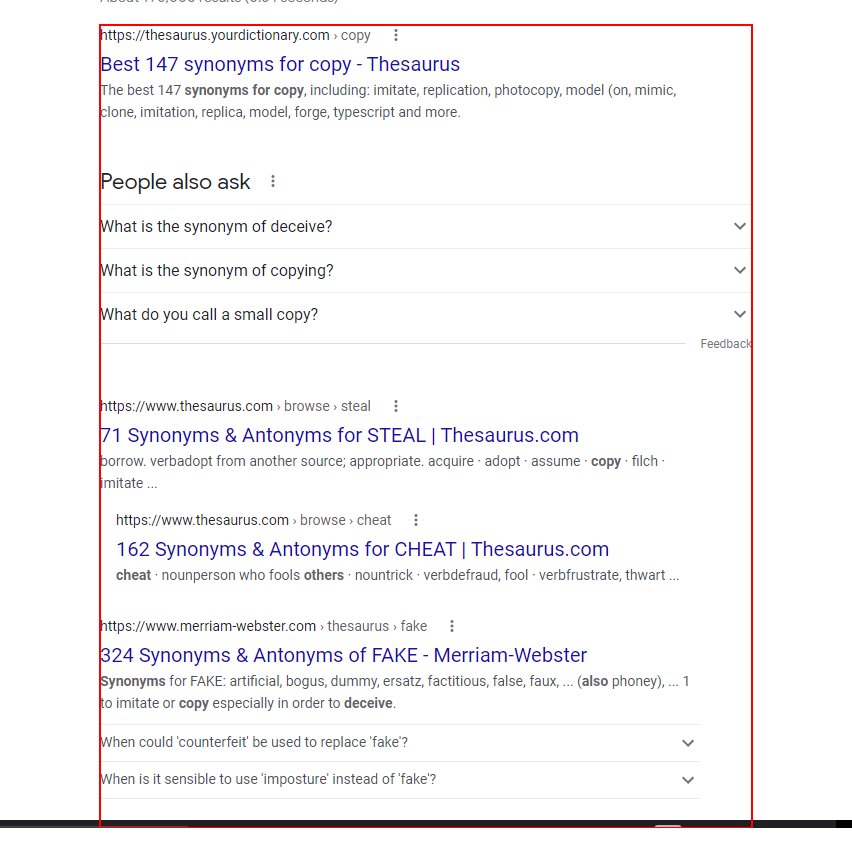 https://thesaurus.yourdictionary.com › copy
Best 147 synonyms for copy - Thesaurus
The best 147 synonyms for copy, including: imitate, replication, photocopy, model (on, mimic,
clone, imitation, replica, model, forge, typescript and more.
People also ask
What is the synonym of deceive?
What is the synonym of copying?
What do you call a small copy?
Feedback
https://www.thesaurus.com › browse › steal
71 Synonyms & Antonyms for STEAL | Thesaurus.com
borrow. verbadopt from another source; appropriate. acquire · adopt · assume · copy · filch ·
imitate ...
https://www.thesaurus.com › browse › cheat
162 Synonyms & Antonyms for CHEAT | Thesaurus.com
cheat · nounperson who fools others · nountrick · verbdefraud, fool · verbfrustrate, thwart ...
https://www.merriam-webster.com › thesaurus › fake
324 Synonyms & Antonyms of FAKE - Merriam-Webster
Synonyms for FAKE: artificial, bogus, dummy, ersatz, factitious, false, faux, ... (also phoney), ... 1
to imitate or copy especially in order to deceive.
When could 'counterfeit' be used to replace 'fake'?
When is it sensible to use 'imposture' instead of 'fake'?